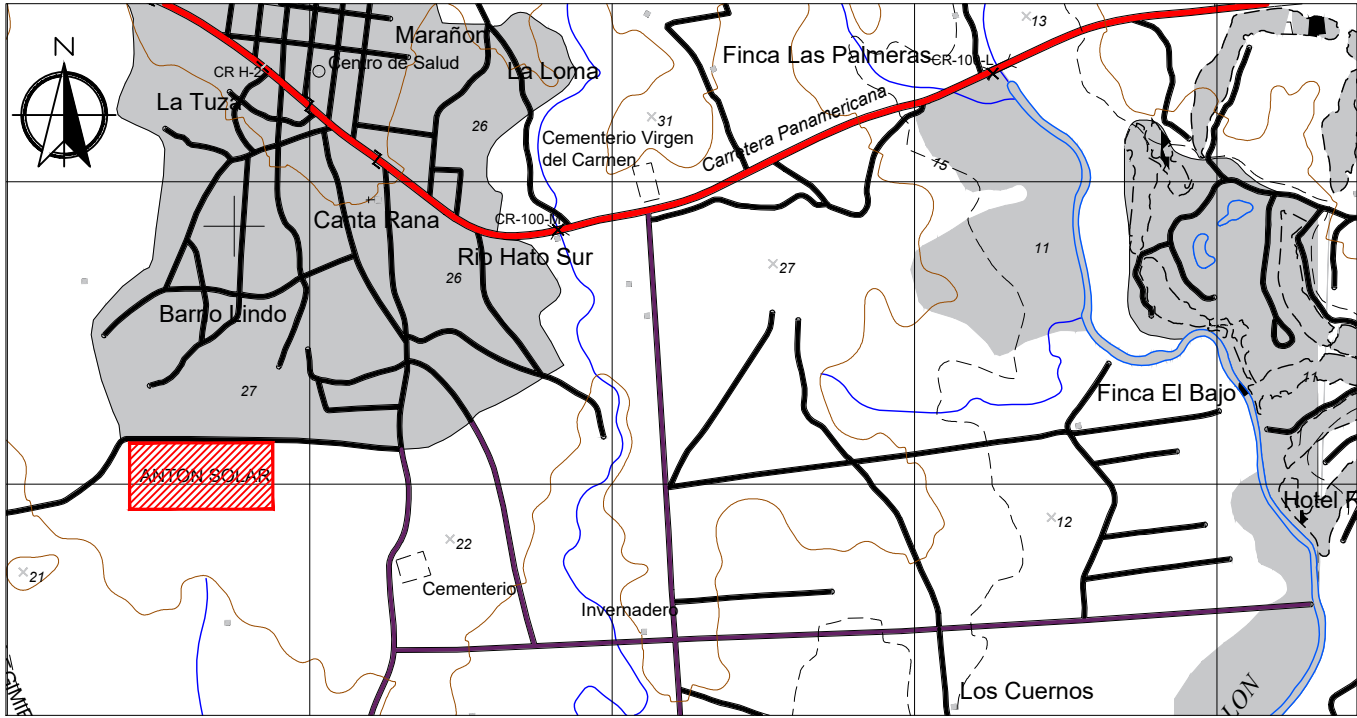 N
Marañon
13
Finca Las Palmeras
CR-100-L
CR H-2
Centro de Salud
La Loma
La Tuza
26
31
Cementerio Virgen
del Carmen
Carretera Panamericana
15
Canta Rana
CR-100-M
Rio Hato Sur
11
27
26
Barrio Lindo
27
Finca El Bajo
11
ANTON SOLAR
Hotel
22
12
21
Cementerio
Invernadero
Los Cuernos